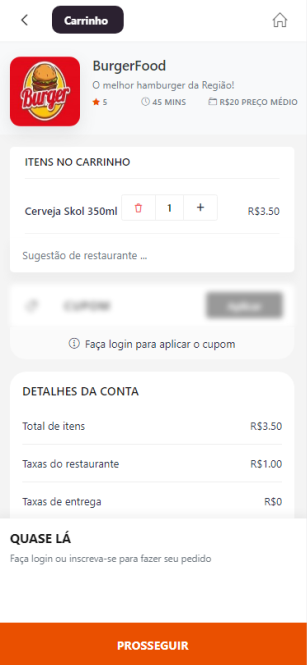 Carrinho
Burger
BurgerFood
O melhor hamburger da Região!
5 45 MINS R$20 PREÇO MÉDIO
ITENS NO CARRINHO
Cerveja Skol 350ml 1 + R$3.50
Sugestão de restaurante ...
CUPOM Aplicar
Faça login para aplicar o cupom
DETALHES DA CONTA
Total de itens R$3.50
Taxas do restaurante R$1.00
Taxas de entrega R$0
QUASE LÁ
Faça login ou inscreva-se para fazer seu pedido
PROSSEGUIR